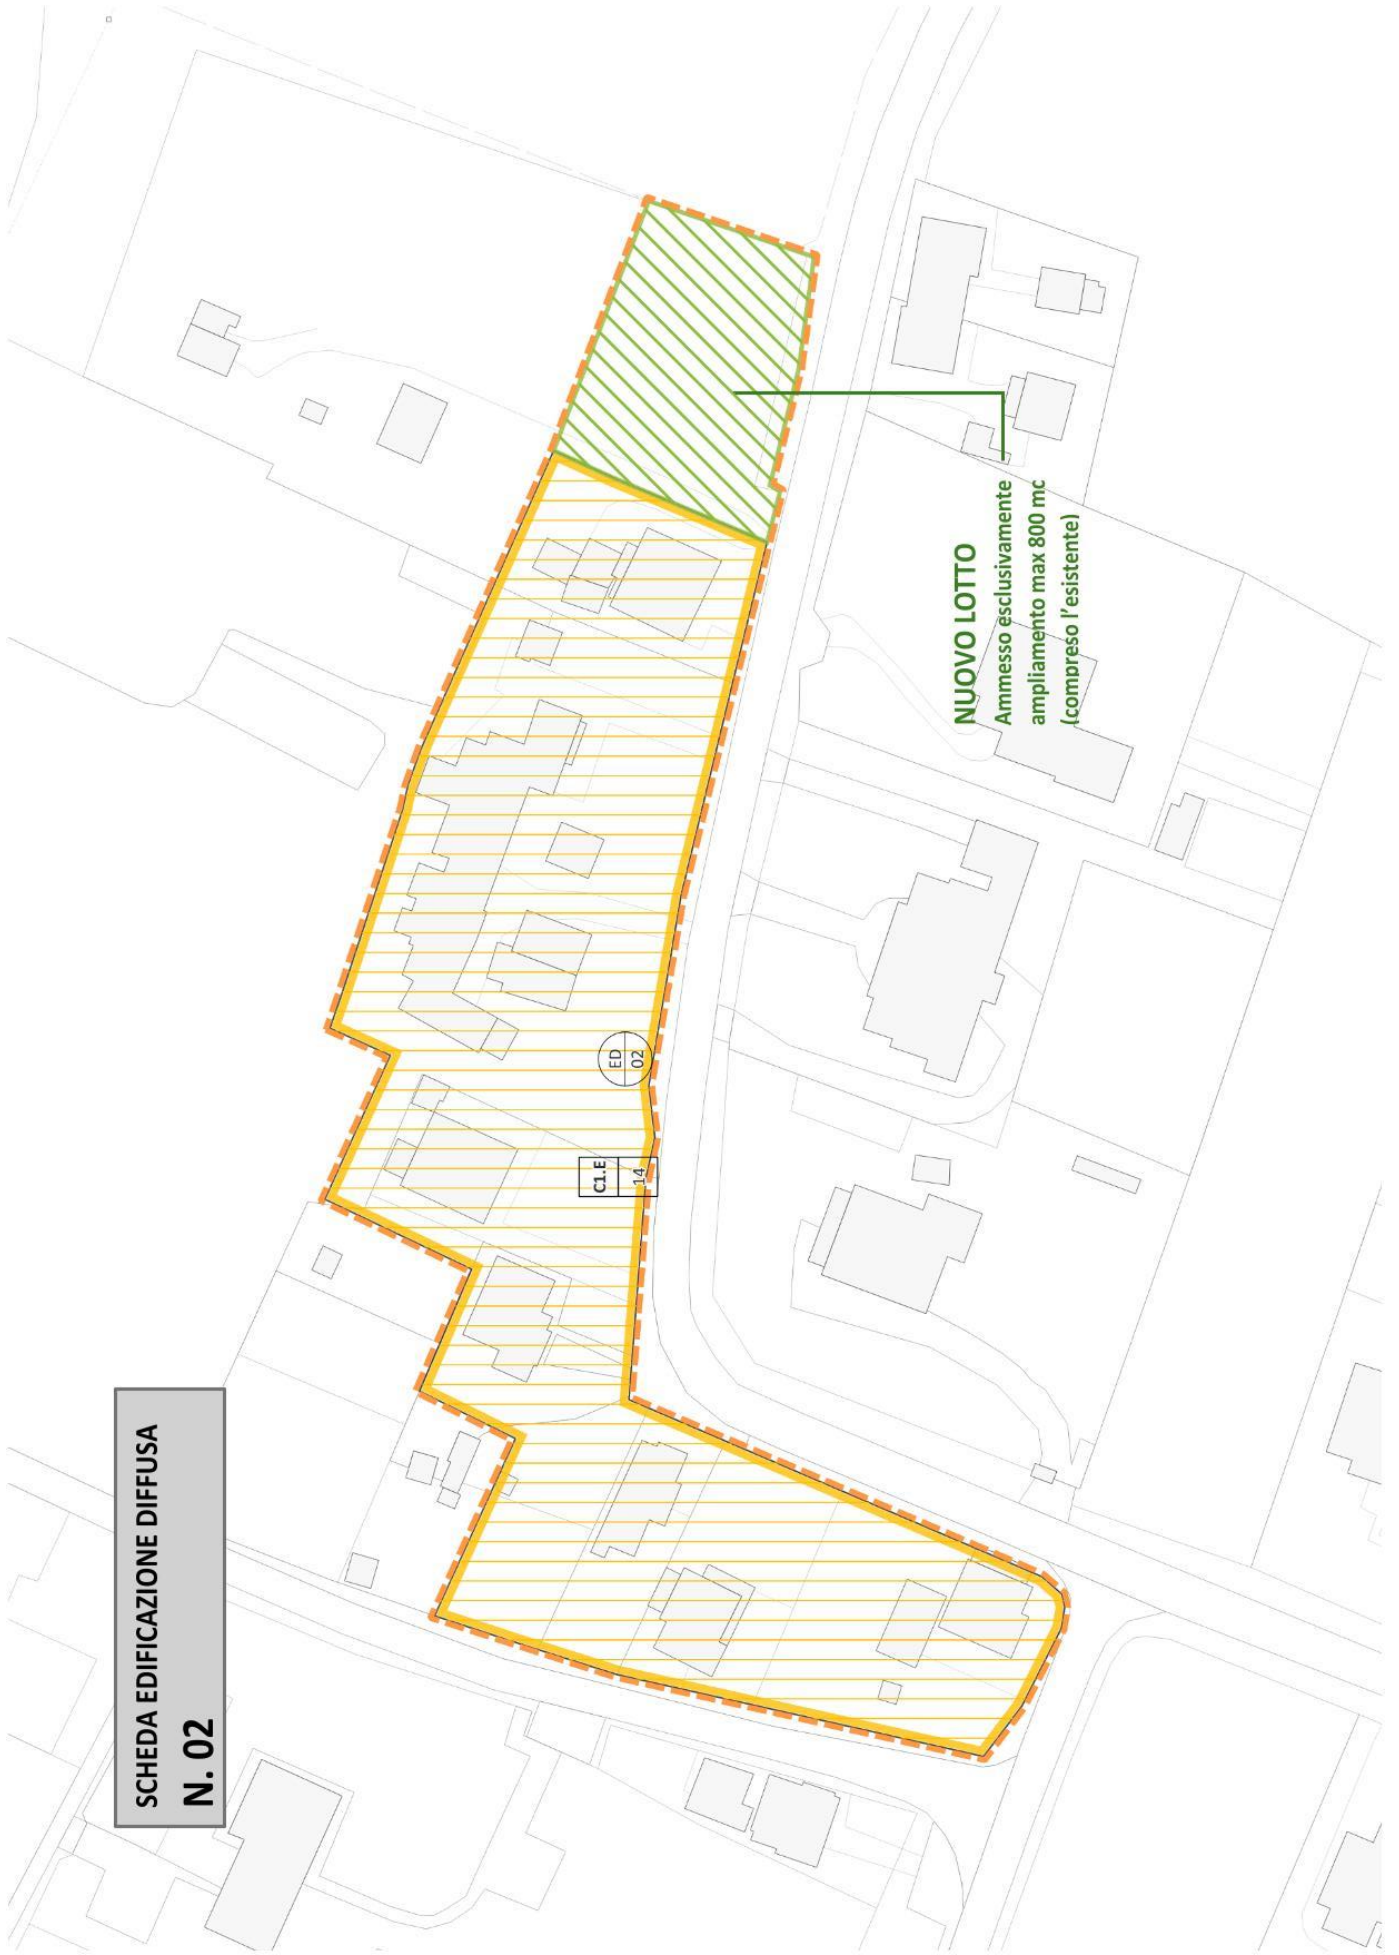 SCHEDA EDIFICAZIONE DIFFUSA
N. 02
C1.E
14
ED
02
NUOVO LOTTO
Ammesso esclusivamente
ampliamento max 800 mc
(compreso l'esistente)